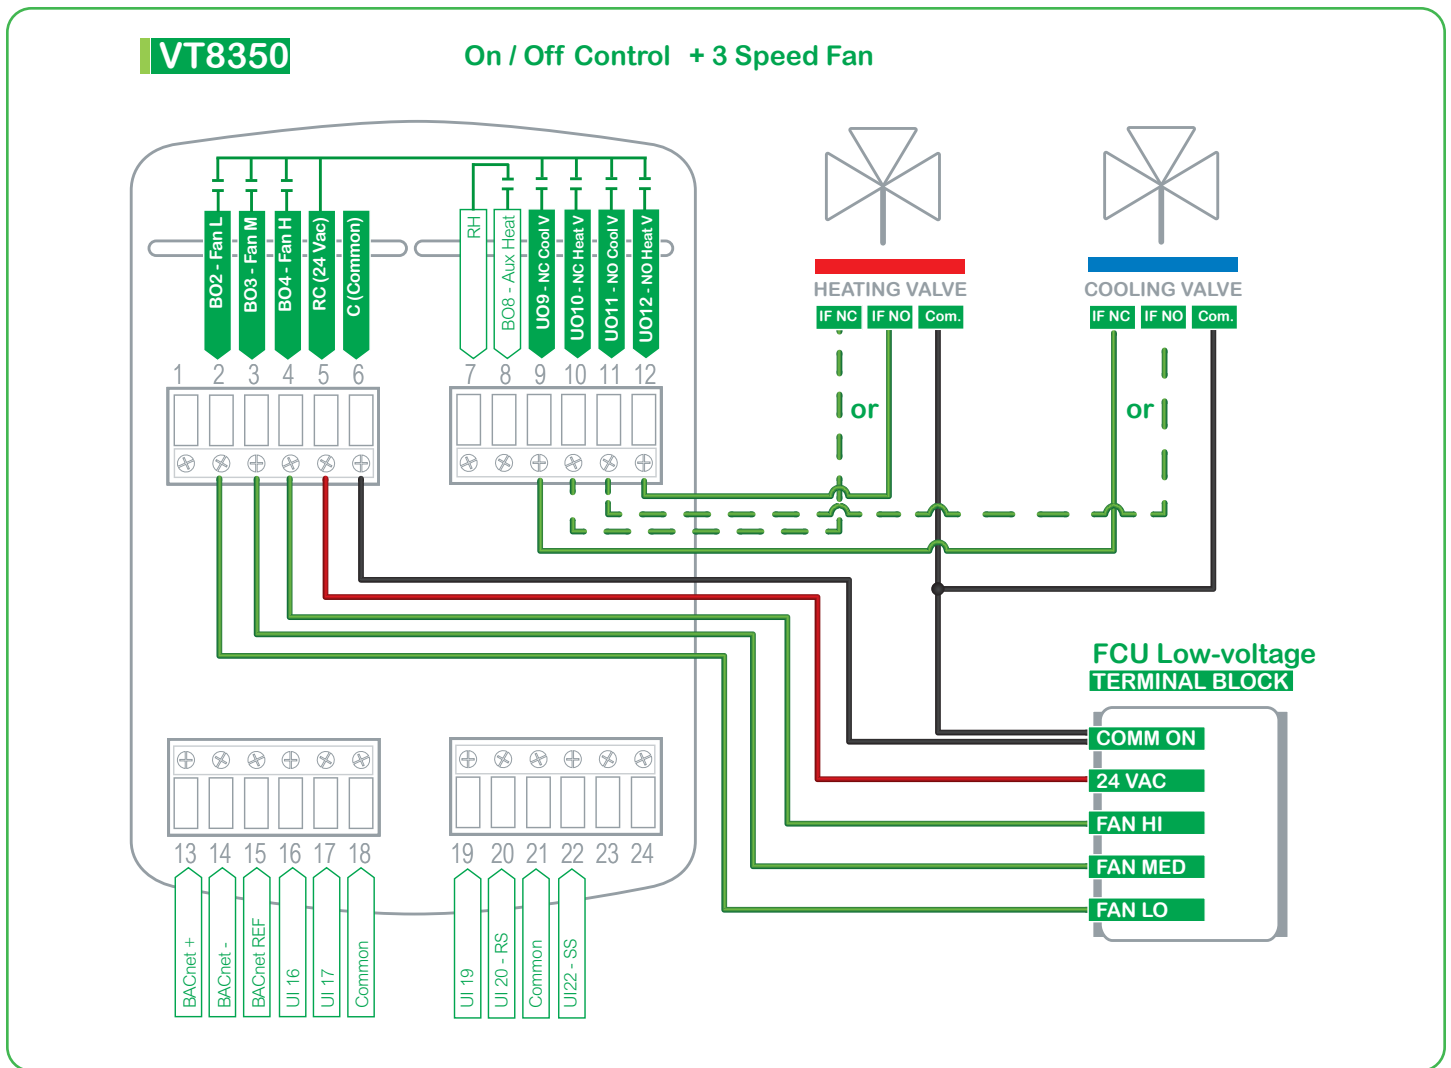 VT8350
On / Off Control + 3 Speed Fan
BO2 - Fan L
BO3 - Fan M
BO4 - Fan H
RC (24 Vac)
C (Common)
RH
BO8 - Aux Heat
UO9 - NC Cool V
UO10 - NC Heat V
UO11 - NO Cool V
UO12 - NO Heat V
1 2 3 4 5 6
7 8 9 10 11 12
HEATING VALVE
IF NC IF NO Com.
or
COOLING VALVE
IF NC IF NO Com.
or
FCU Low-voltage
TERMINAL BLOCK
COMM ON
24 VAC
FAN HI
FAN MED
FAN LO
13 14 15 16 17 18
19 20 21 22 23 24
BACnet +
BACnet -
BACnet REF
UI 16
UI 17
Common
UI 19
UI 20 - RS
Common
UI22 - SS